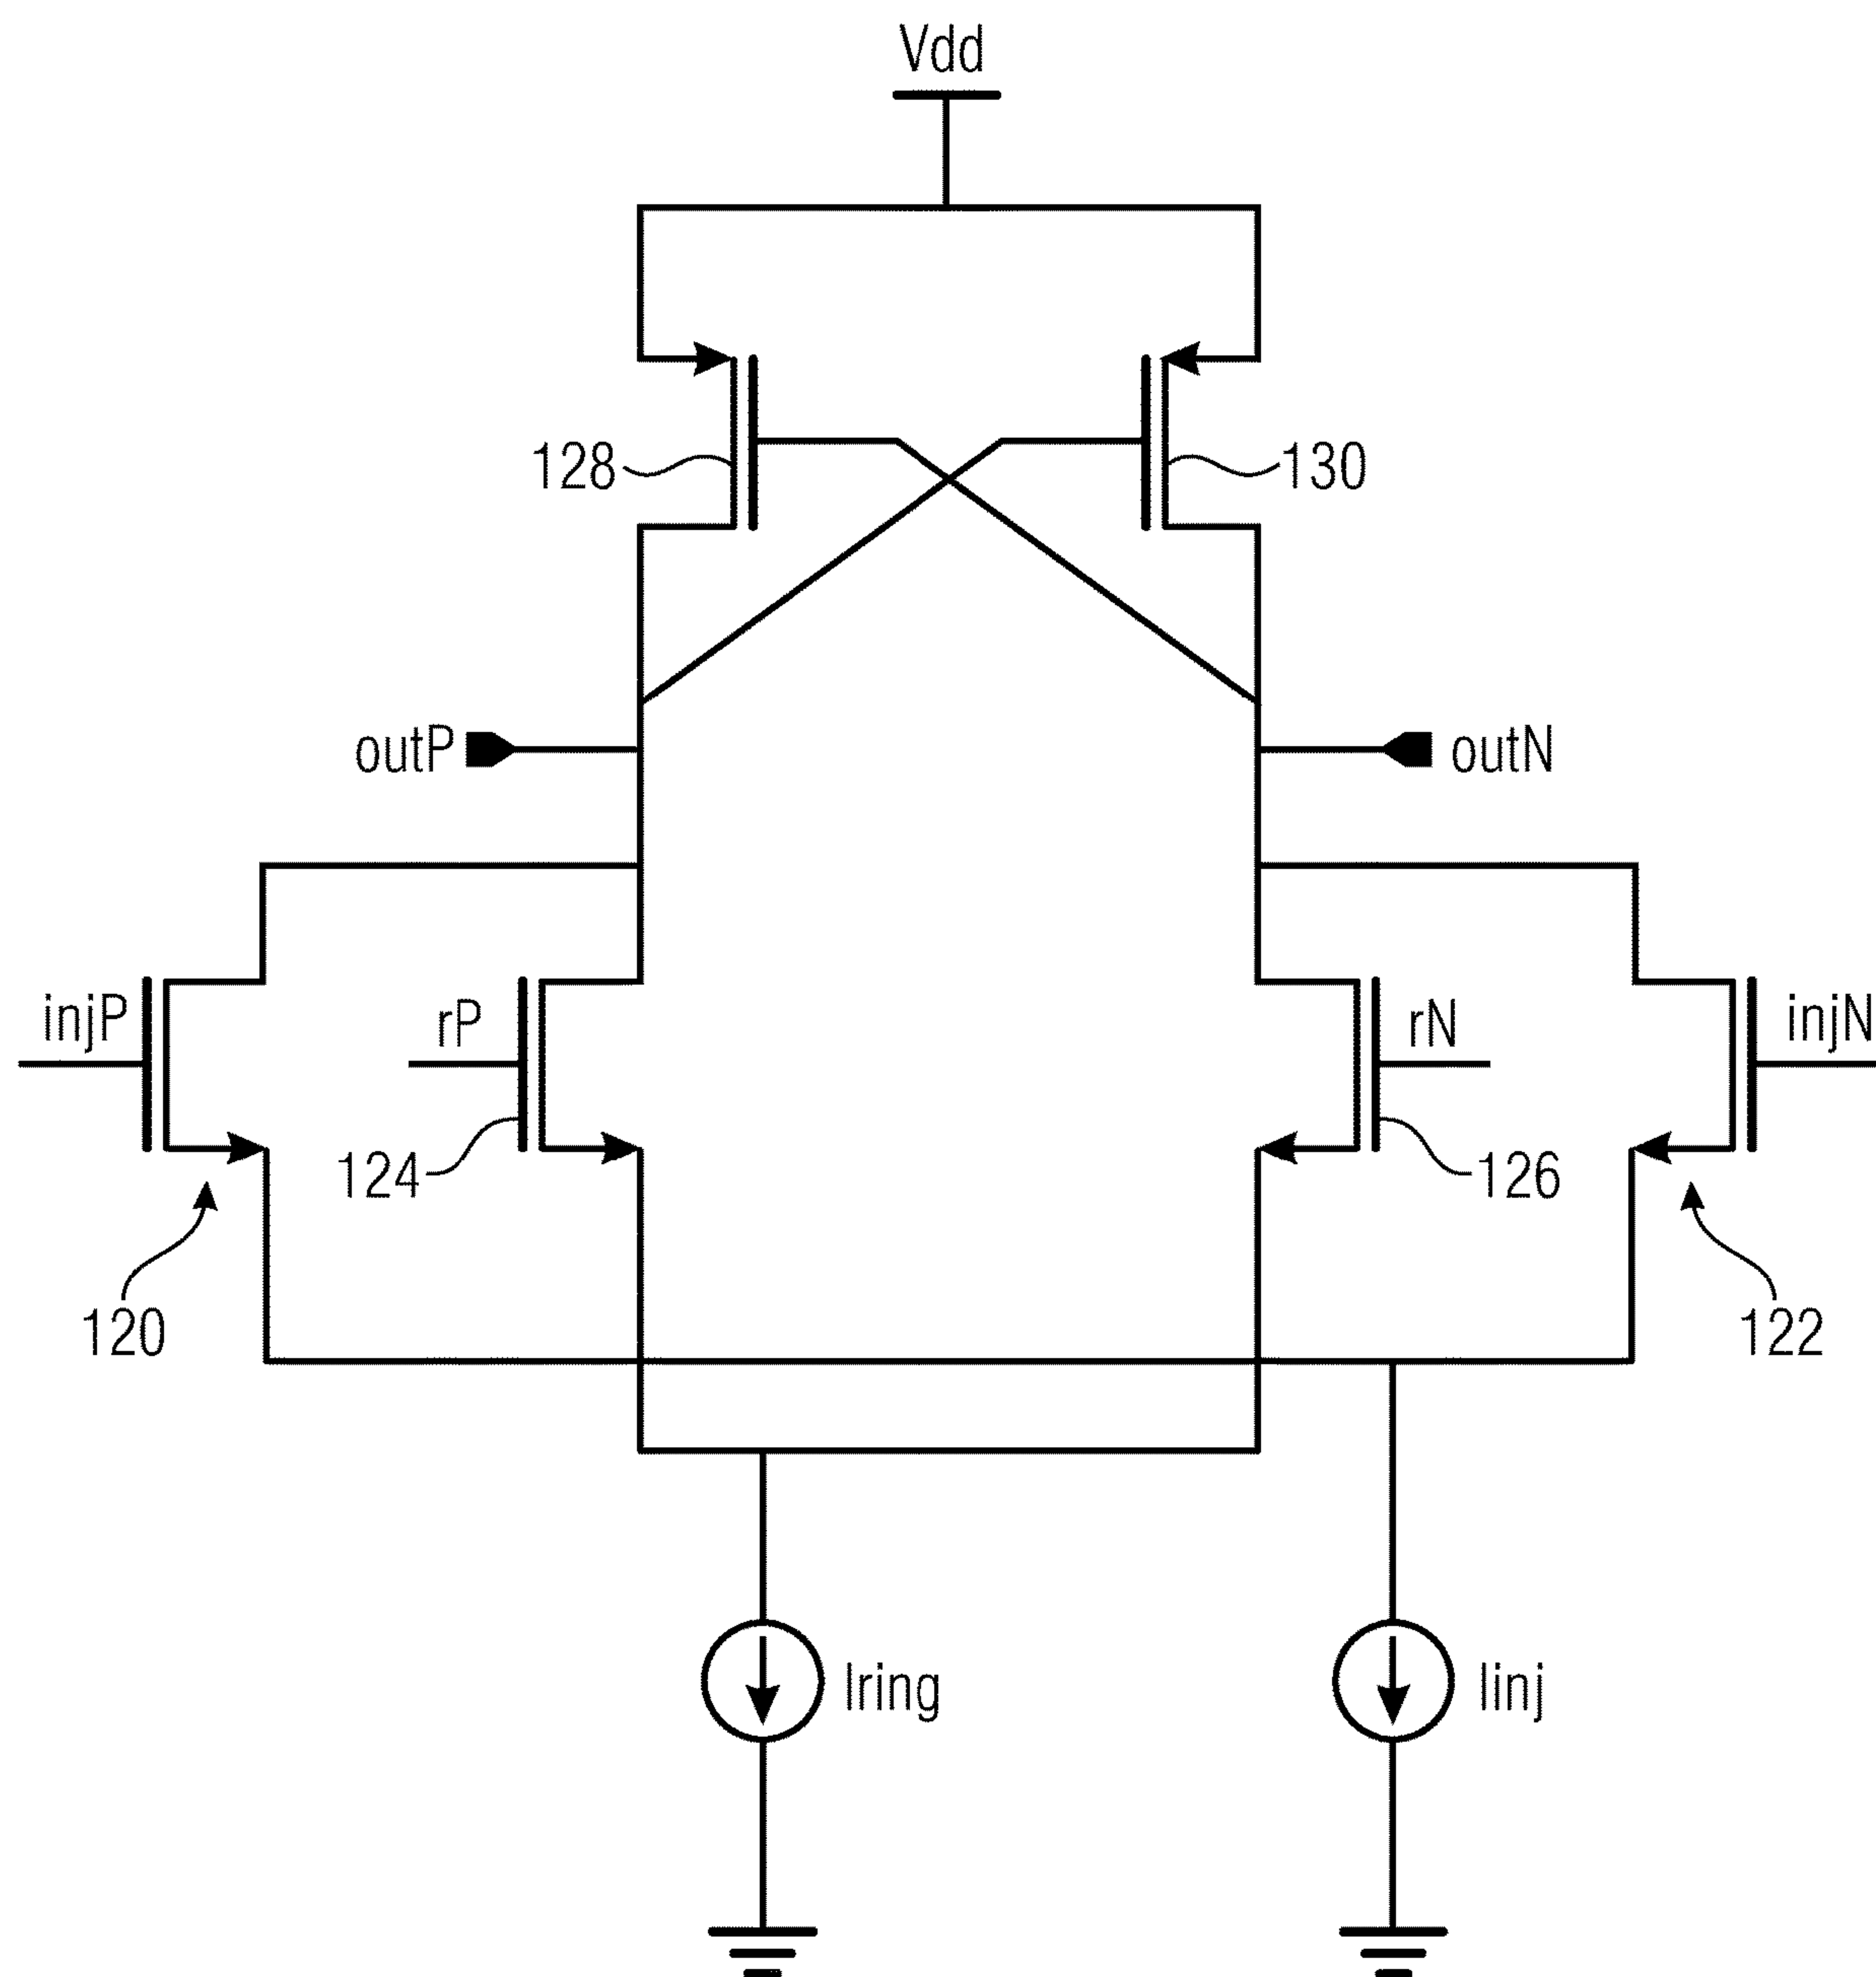 Vdd
128
130
outP
outN
injP
rP
rN
injN
124
126
120
122
Iring
Iinj